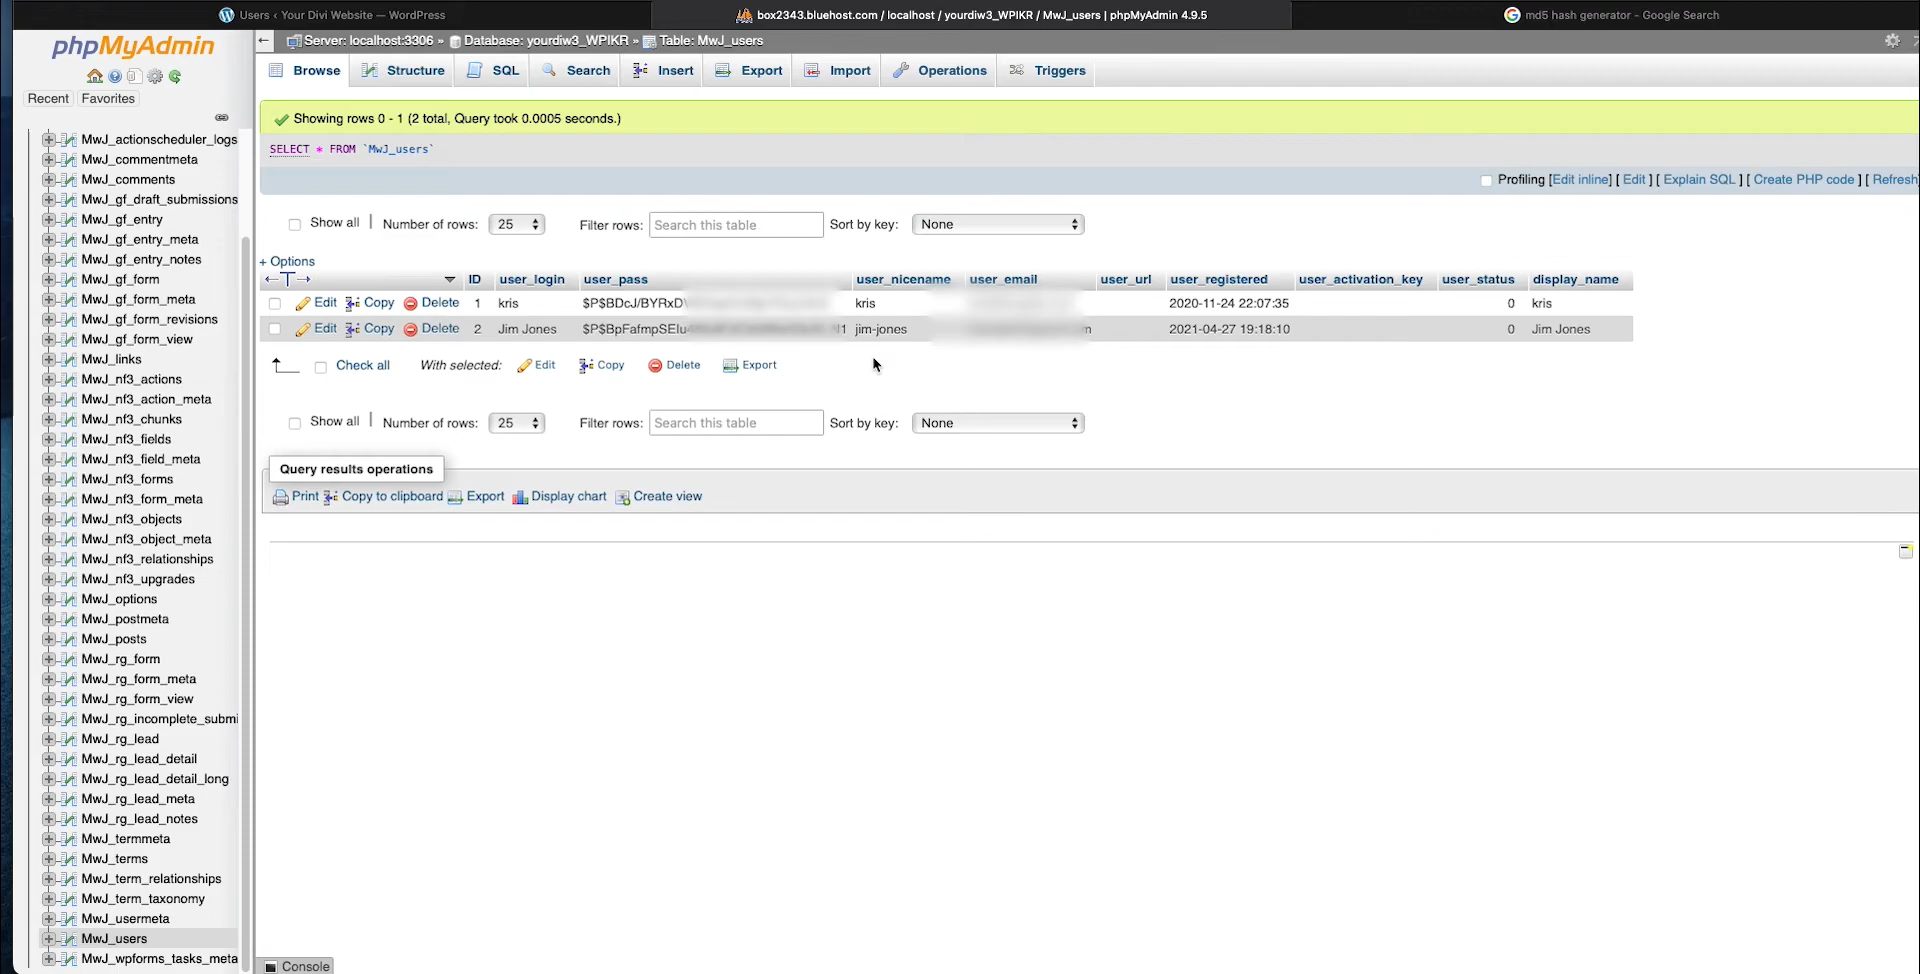 Users ‹ Your Divi Website — WordPress
box2343.bluehost.com / localhost / yourdiw3_WPIKR / MwJ_users | phpMyAdmin 4.9.5
md5 hash generator - Google Search
phpMyAdmin
Server: localhost:3306 » Database: yourdiw3_WPIKR » Table: MwJ_users
Browse Structure SQL Search Insert Export Import Operations Triggers
Recent Favorites
MwJ_actionscheduler_logs
MwJ_commentmeta
MwJ_comments
MwJ_gf_draft_submissions
MwJ_gf_entry
MwJ_gf_entry_meta
MwJ_gf_entry_notes
MwJ_gf_form
MwJ_gf_form_meta
MwJ_gf_form_revisions
MwJ_gf_form_view
MwJ_links
MwJ_nf3_actions
MwJ_nf3_action_meta
MwJ_nf3_chunks
MwJ_nf3_fields
MwJ_nf3_field_meta
MwJ_nf3_forms
MwJ_nf3_form_meta
MwJ_nf3_objects
MwJ_nf3_object_meta
MwJ_nf3_relationships
MwJ_nf3_upgrades
MwJ_options
MwJ_postmeta
MwJ_posts
MwJ_rg_form
MwJ_rg_form_meta
MwJ_rg_form_view
MwJ_rg_incomplete_submi
MwJ_rg_lead
MwJ_rg_lead_detail
MwJ_rg_lead_detail_long
MwJ_rg_lead_meta
MwJ_rg_lead_notes
MwJ_termmeta
MwJ_terms
MwJ_term_relationships
MwJ_term_taxonomy
MwJ_usermeta
MwJ_users
MwJ_wpforms_tasks_meta
Showing rows 0 - 1 (2 total, Query took 0.0005 seconds.)
SELECT * FROM `MwJ_users`
Profiling [Edit inline] [ Edit ] [ Explain SQL ] [ Create PHP code ] [ Refresh
Show all | Number of rows: 25 Filter rows: Search this table Sort by key: None
+ Options
←T→ ID user_login user_pass user_nicename user_email user_url user_registered user_activation_key user_status display_name
Edit Copy Delete 1 kris $P$BDcJ/BYRxD kris 2020-11-24 22:07:35 0 kris
Edit Copy Delete 2 Jim Jones $P$BpFafmpSEIu jim-jones 2021-04-27 19:18:10 0 Jim Jones
Check all With selected: Edit Copy Delete Export
Show all | Number of rows: 25 Filter rows: Search this table Sort by key: None
Query results operations
Print Copy to clipboard Export Display chart Create view
Console